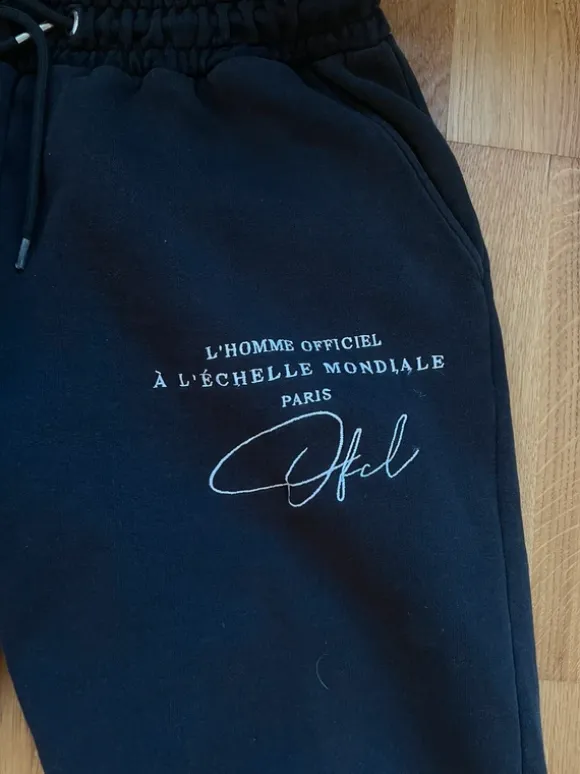 L'HOMME OFFICIEL
À L'ÉCHELLE MONDIALE
PARIS
Ofcl